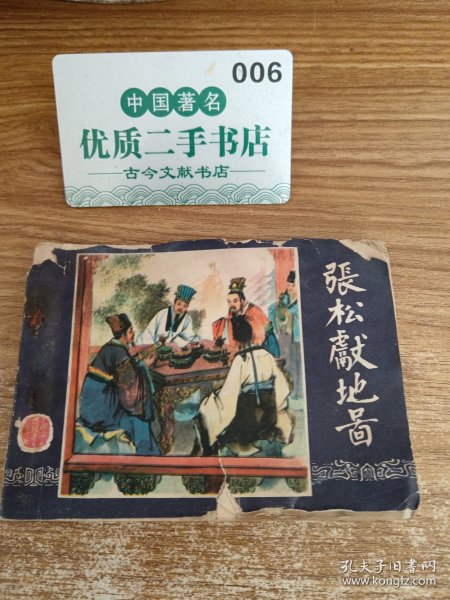 006
中国著名
优质二手书店
古今文献书店
張松獻地啚
孔夫子旧书网
www.kongfz.com